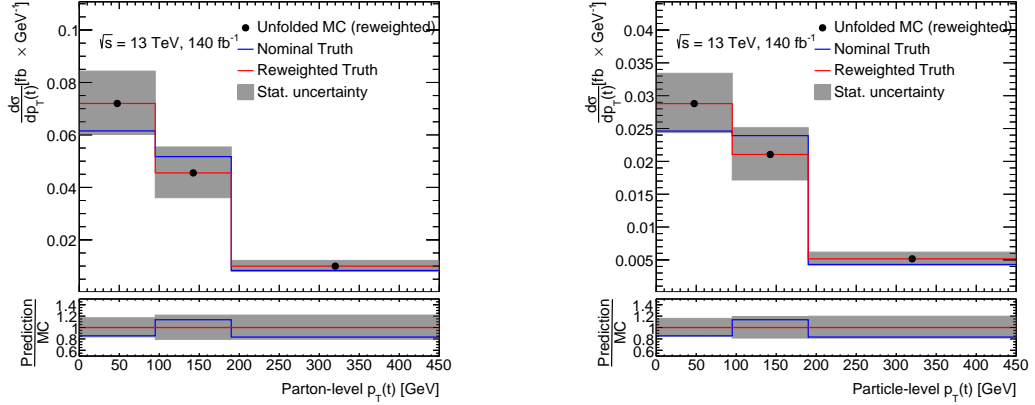 dσ/dp_T(t) [fb × GeV⁻¹]
0.1
0.08
0.06
0.04
0.02
√s = 13 TeV, 140 fb⁻¹
Unfolded MC (reweighted)
Nominal Truth
Reweighted Truth
Stat. uncertainty
Prediction/MC
1.4
1.2
1
0.8
0.6
0 50 100 150 200 250 300 350 400 450
Parton-level p_T(t) [GeV]
dσ/dp_T(t) [fb × GeV⁻¹]
0.04
0.035
0.03
0.025
0.02
0.015
0.01
0.005
√s = 13 TeV, 140 fb⁻¹
Unfolded MC (reweighted)
Nominal Truth
Reweighted Truth
Stat. uncertainty
Prediction/MC
1.4
1.2
1
0.8
0.6
0 50 100 150 200 250 300 350 400 450
Particle-level p_T(t) [GeV]